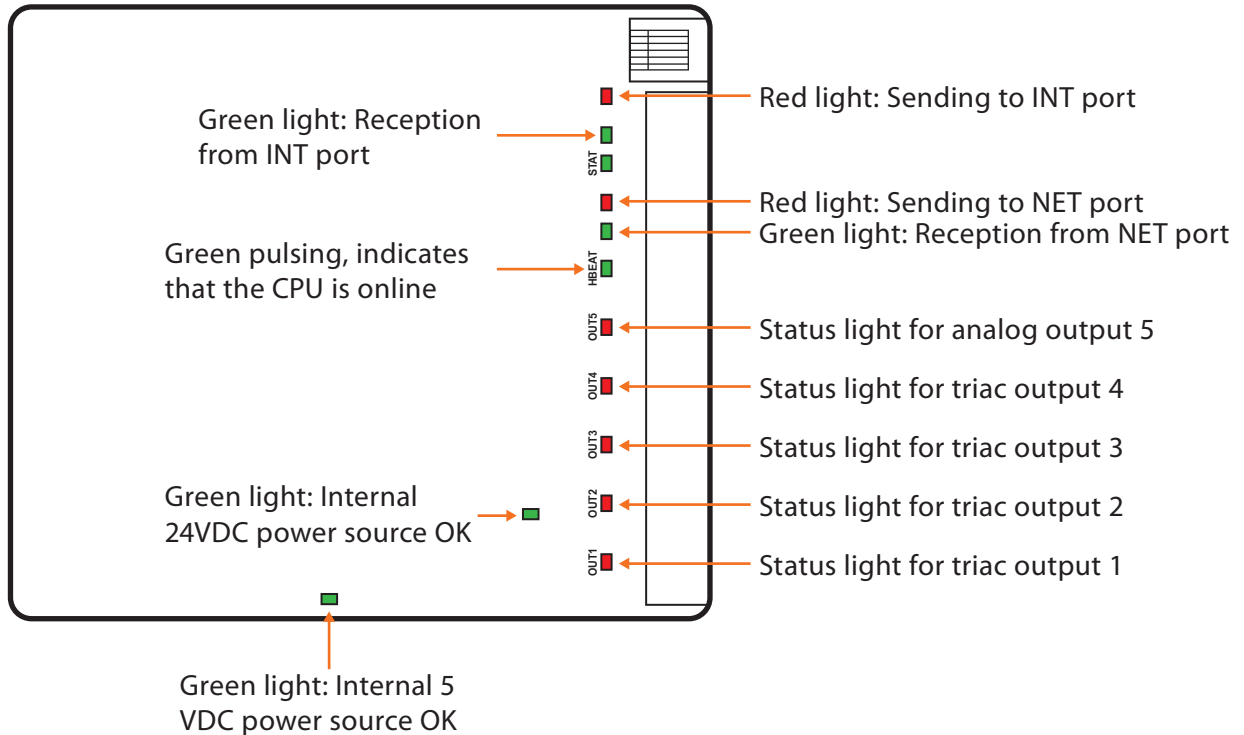 Red light: Sending to INT port
Green light: Reception
from INT port
STAT
Red light: Sending to NET port
Green light: Reception from NET port
Green pulsing, indicates
that the CPU is online
HBEAT
OUT5
Status light for analog output 5
OUT4
Status light for triac output 4
OUT3
Status light for triac output 3
Green light: Internal
24VDC power source OK
OUT2
Status light for triac output 2
OUT1
Status light for triac output 1
Green light: Internal 5
VDC power source OK